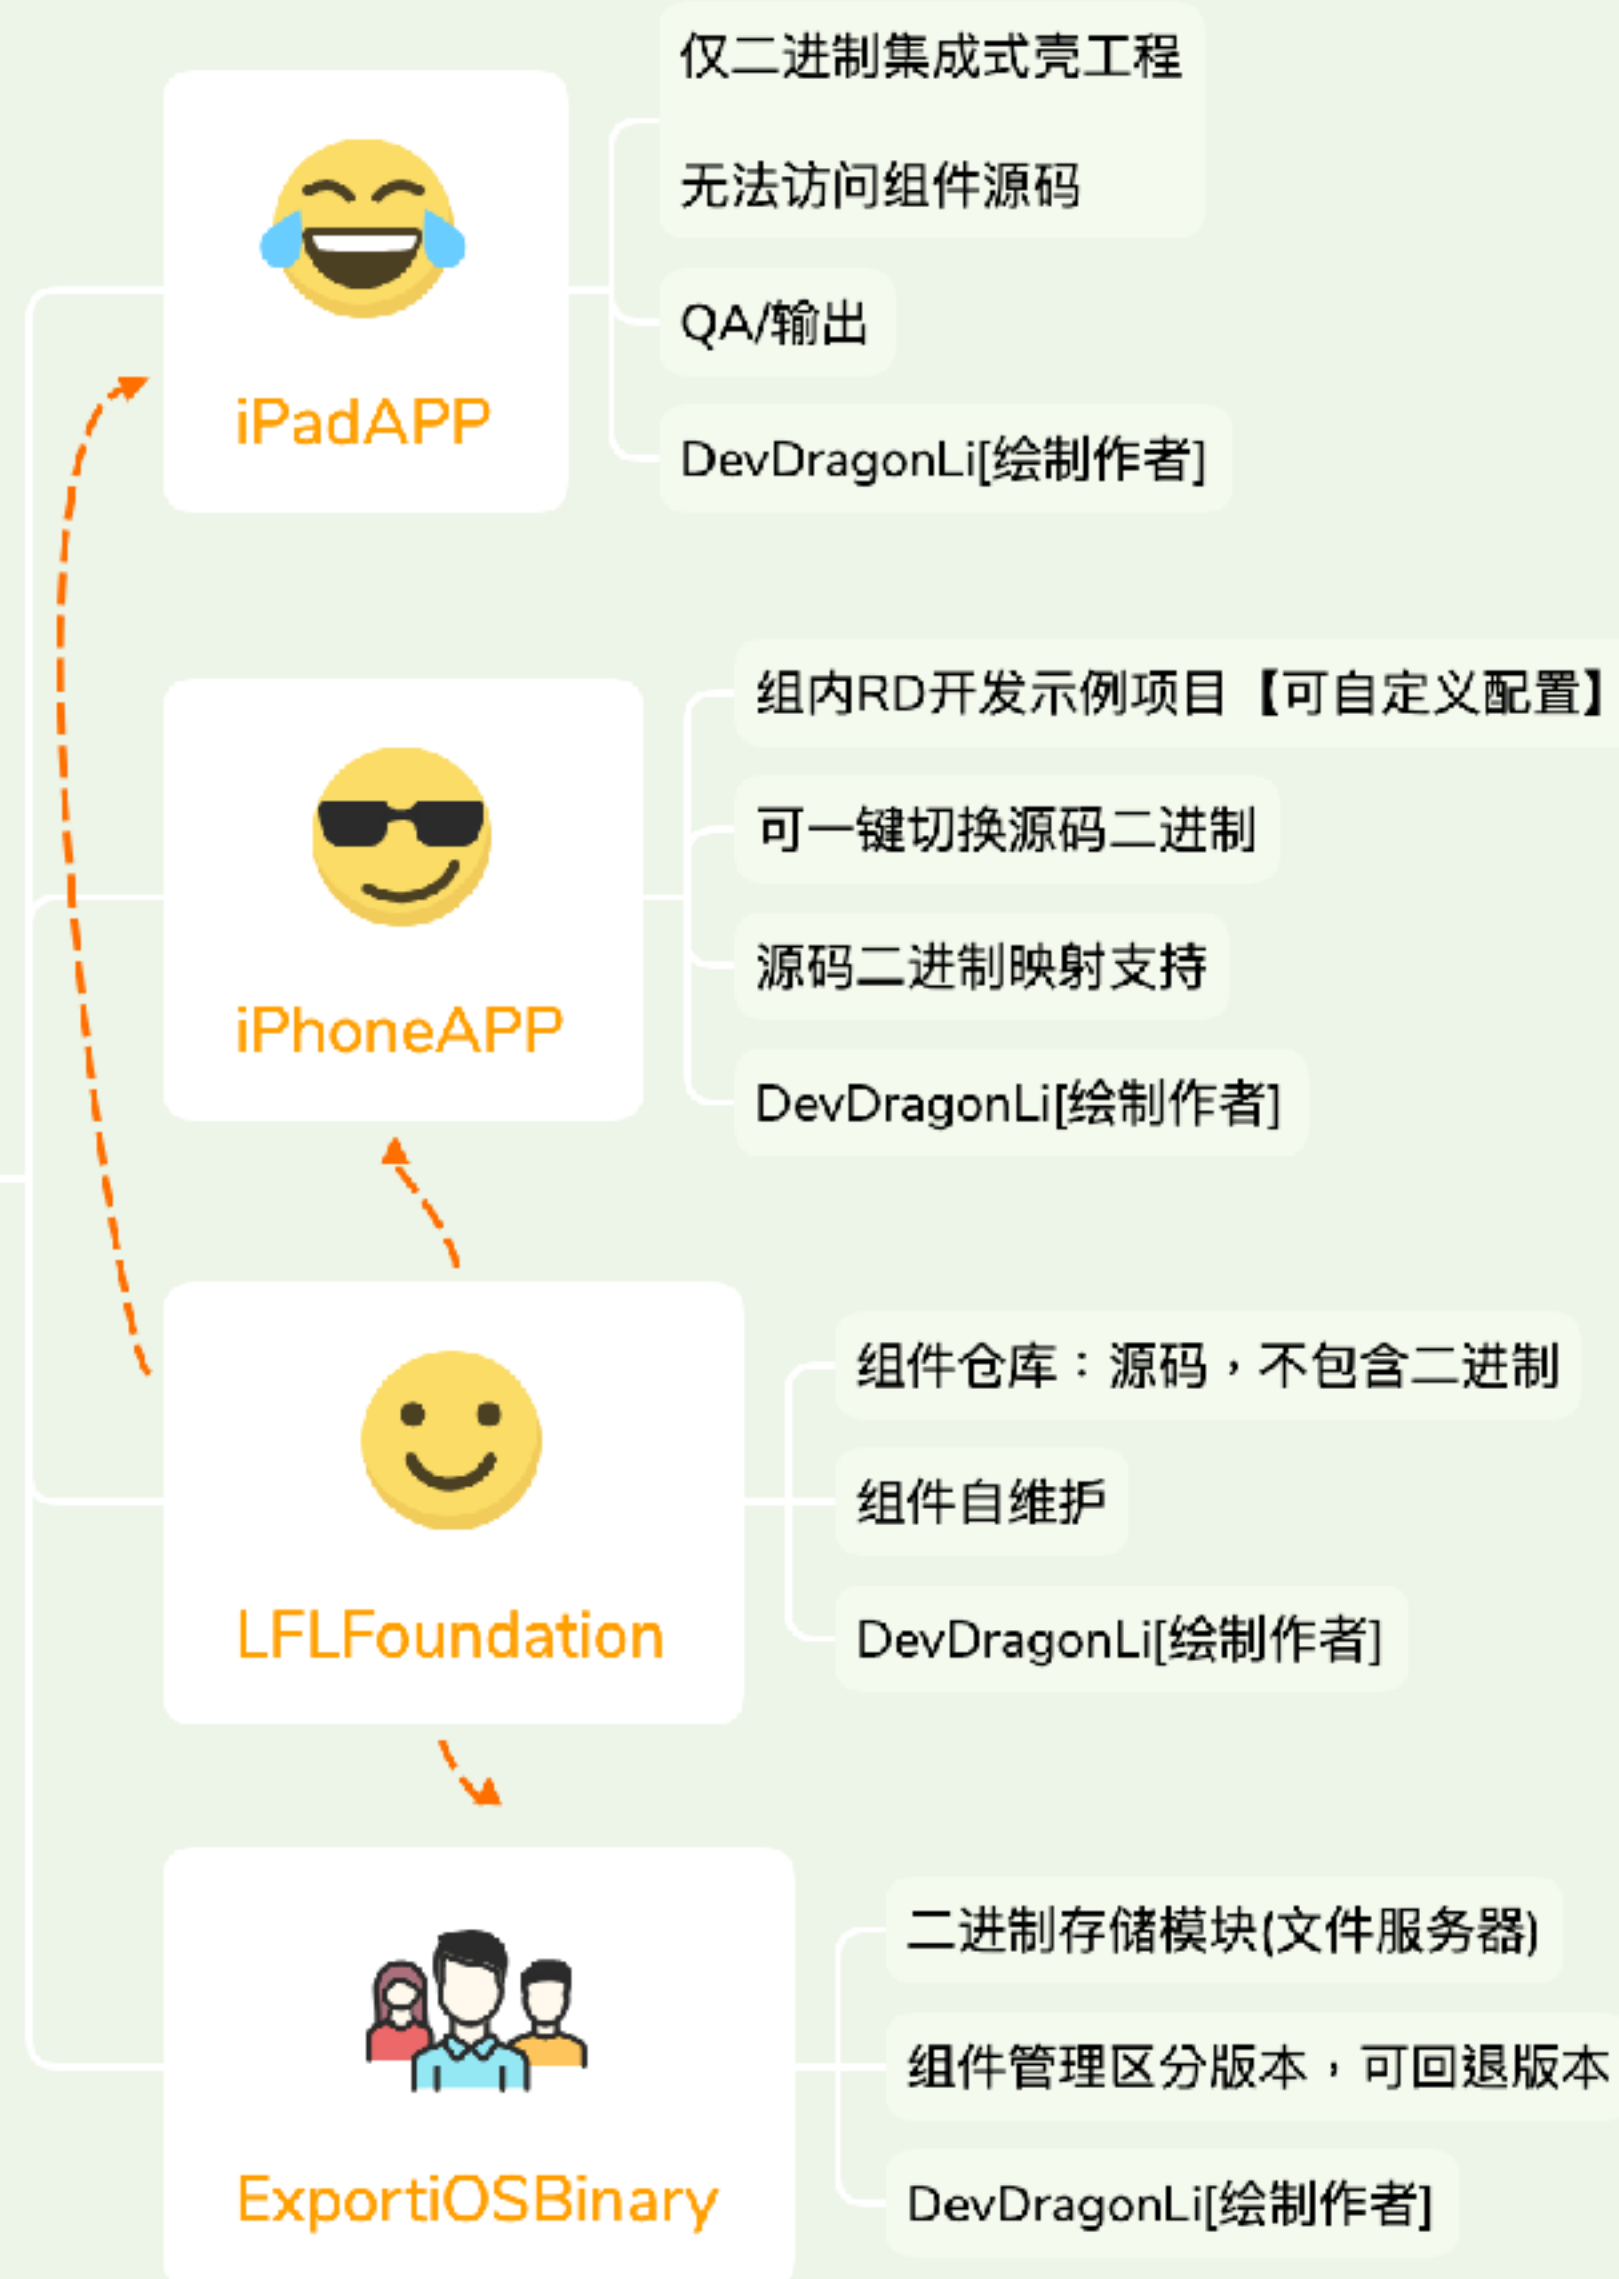 仅二进制集成式壳工程
无法访问组件源码
QA/输出
iPadAPP
DevDragonLi[绘制作者]
组内RD开发示例项目【可自定义配置】
可一键切换源码二进制
源码二进制映射支持
iPhoneAPP
DevDragonLi[绘制作者]
组件仓库：源码，不包含二进制
组件自维护
LFLFoundation
DevDragonLi[绘制作者]
二进制存储模块(文件服务器)
组件管理区分版本，可回退版本
ExportiOSBinary
DevDragonLi[绘制作者]